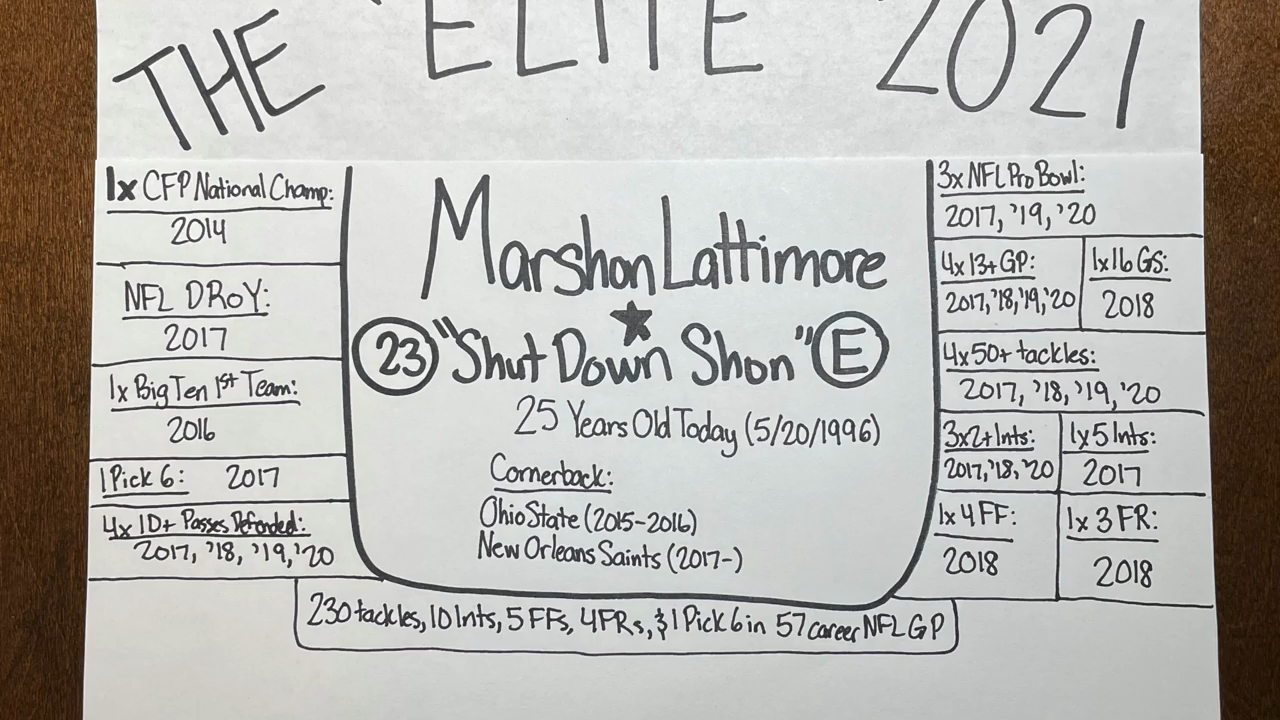 THE "ELITE" 2021
1x CFP National Champ:
2014
NFL DRoY:
2017
1x Big Ten 1st Team:
2016
1 Pick 6: 2017
4x 10+ Passes Defended:
2017, '18, '19, '20
Marshon Lattimore
★
23 "Shut Down Shon" E
25 Years Old Today (5/20/1996)
Cornerback:
Ohio State (2015-2016)
New Orleans Saints (2017-)
3x NFL Pro Bowl:
2017, '19, '20
4x 13+ GP:
2017, '18, '19, '20
1x 16 GS:
2018
4x 50+ tackles:
2017, '18, '19, '20
3x 2+ Ints:
2017, '18, '20
1x 5 Ints:
2017
1x 4 FF:
2018
1x 3 FR:
2018
230 tackles, 10 Ints, 5 FFs, 4 FRs, & 1 Pick 6 in 57 career NFL GP